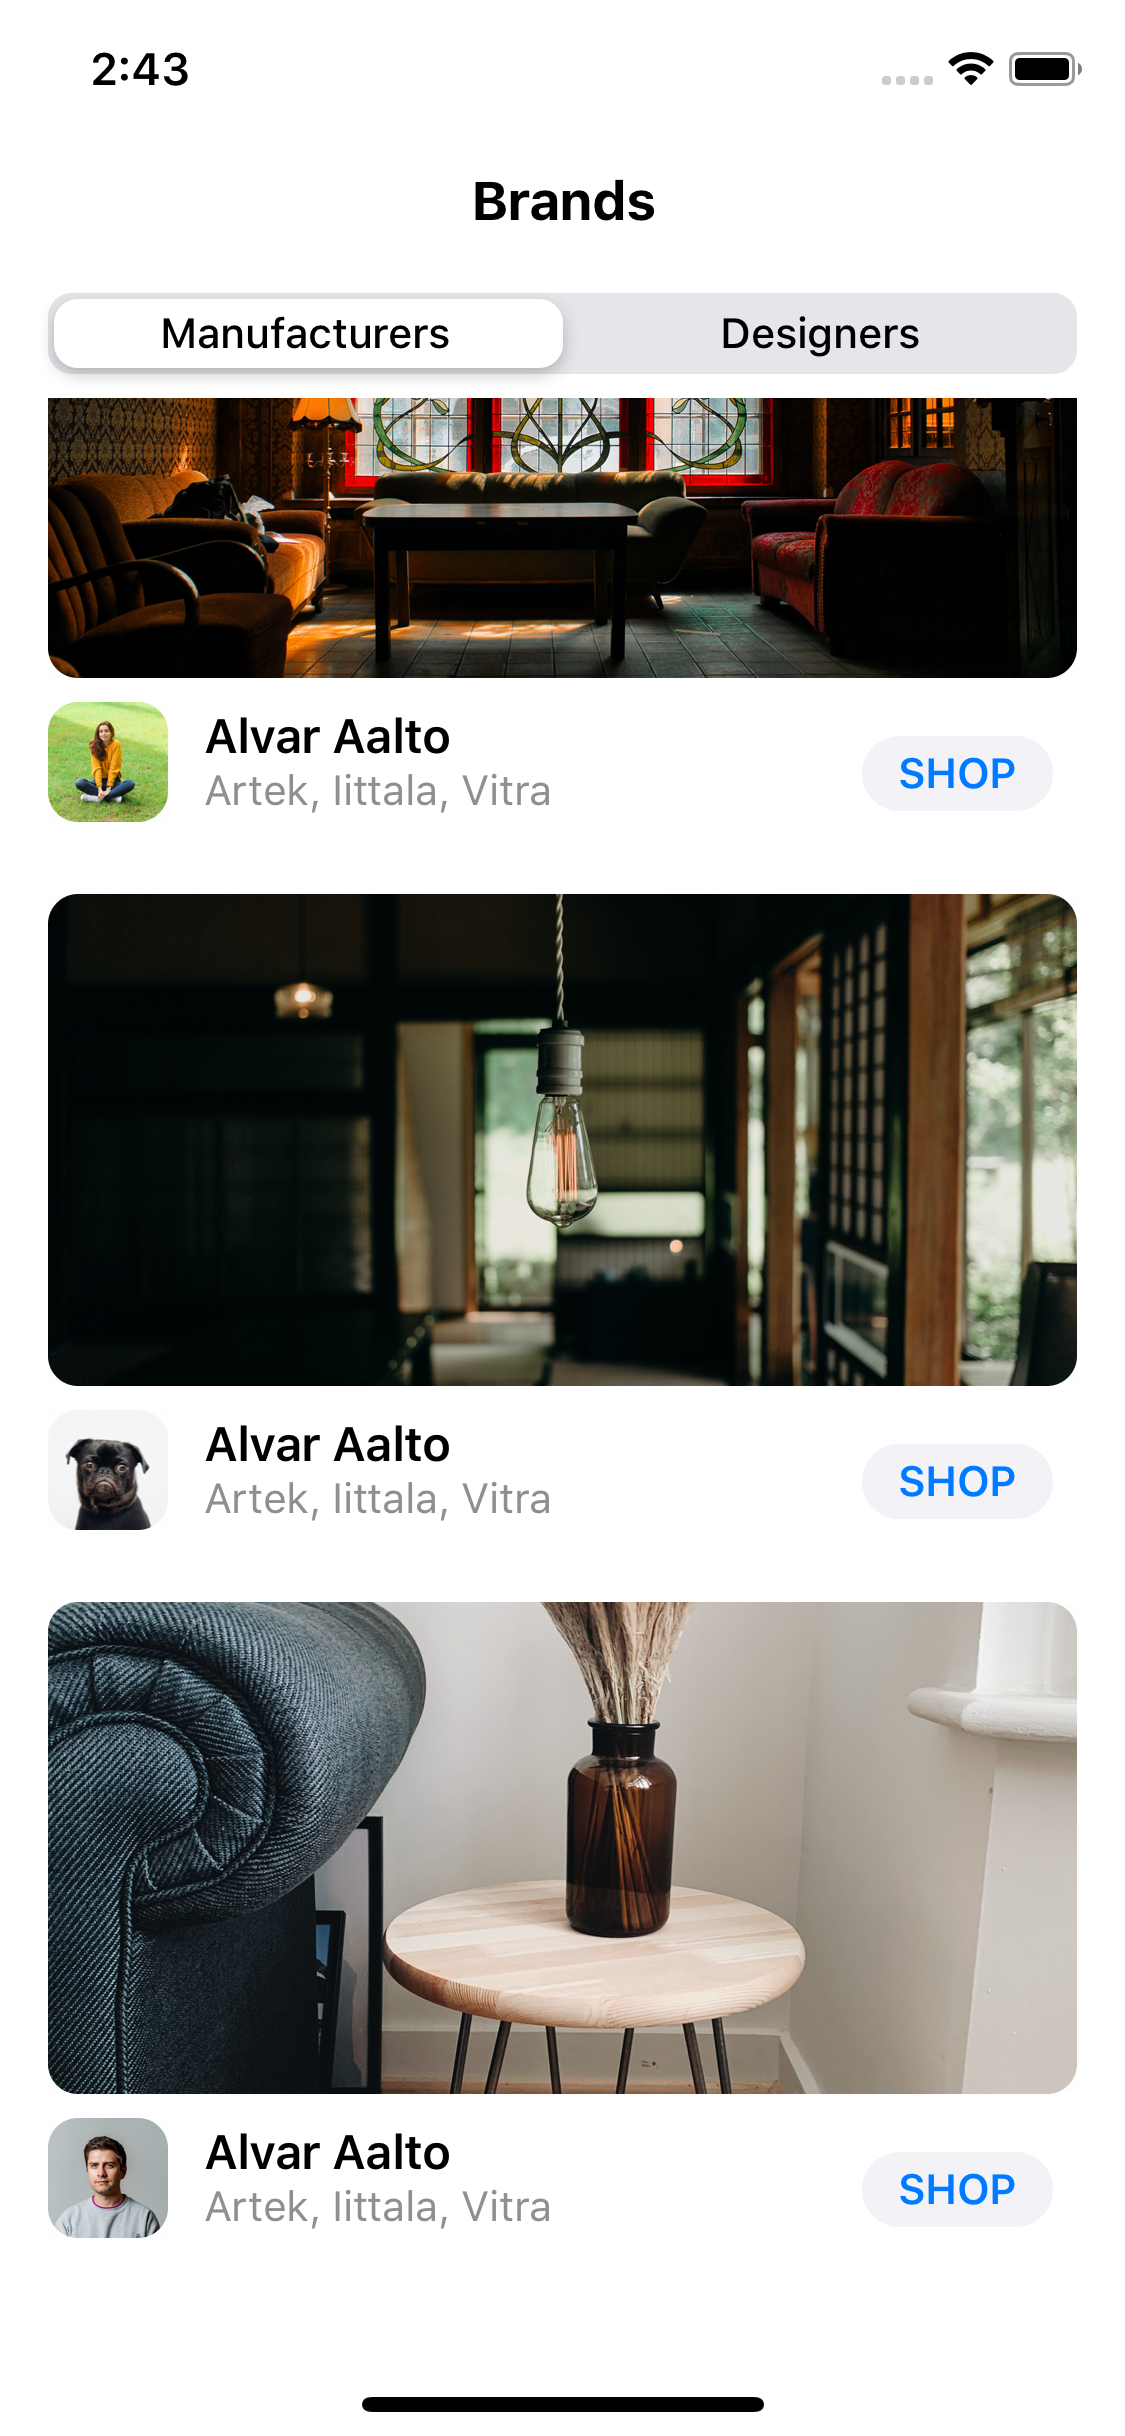 2:43
Brands
Manufacturers
Designers
Alvar Aalto
Artek, Iittala, Vitra
SHOP
Alvar Aalto
Artek, Iittala, Vitra
SHOP
Alvar Aalto
Artek, Iittala, Vitra
SHOP